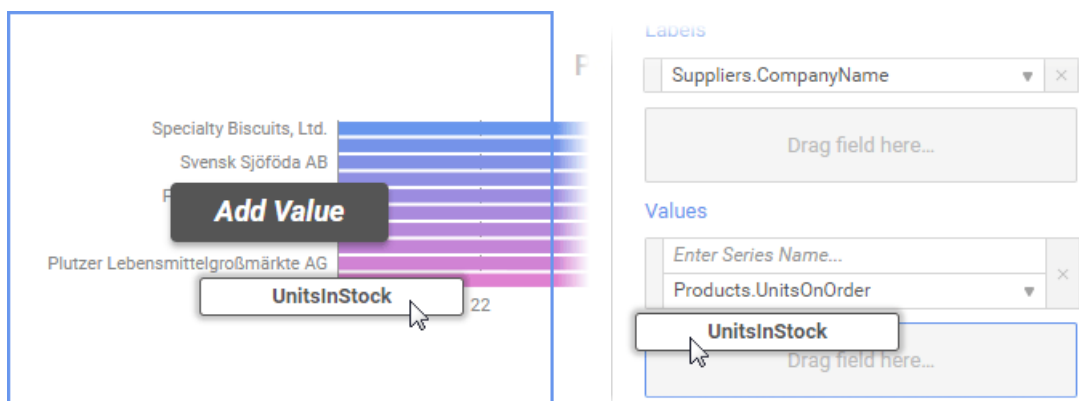 Specialty Biscuits, Ltd.
Svensk Sjöföda AB
Add Value
Plutzer Lebensmittelgroßmärkte AG
UnitsInStock
22
Labels
Suppliers.CompanyName
Drag field here...
Values
Enter Series Name...
Products.UnitsOnOrder
UnitsInStock
Drag field here...